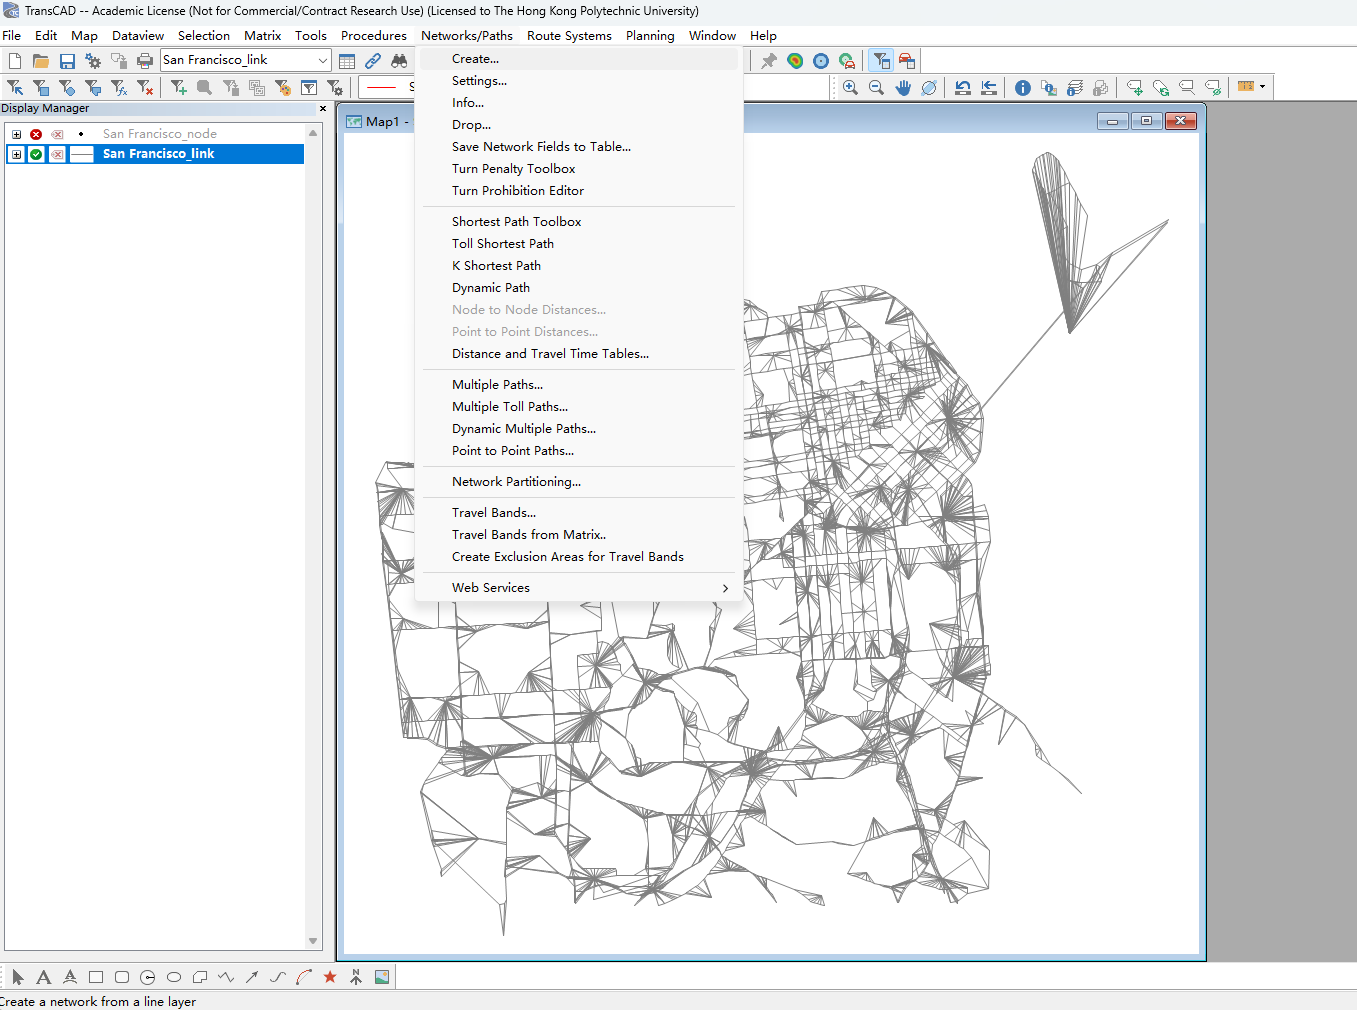 TransCAD -- Academic License (Not for Commercial/Contract Research Use) (Licensed to The Hong Kong Polytechnic University)
File Edit Map Dataview Selection Matrix Tools Procedures Networks/Paths Route Systems Planning Window Help
San Francisco_link
Display Manager
San Francisco_node
San Francisco_link
Map1 -
Create...
Settings...
Info...
Drop...
Save Network Fields to Table...
Turn Penalty Toolbox
Turn Prohibition Editor
Shortest Path Toolbox
Toll Shortest Path
K Shortest Path
Dynamic Path
Node to Node Distances...
Point to Point Distances...
Distance and Travel Time Tables...
Multiple Paths...
Multiple Toll Paths...
Dynamic Multiple Paths...
Point to Point Paths...
Network Partitioning...
Travel Bands...
Travel Bands from Matrix..
Create Exclusion Areas for Travel Bands
Web Services
Create a network from a line layer